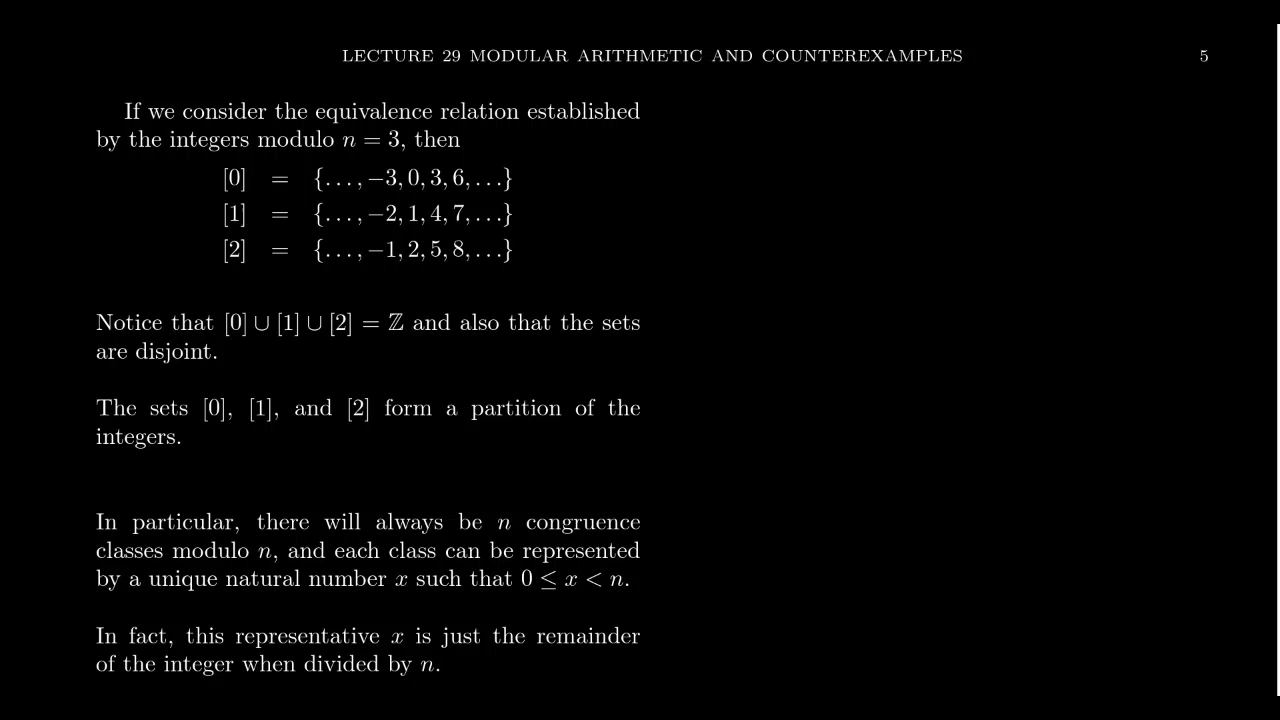 LECTURE 29 MODULAR ARITHMETIC AND COUNTEREXAMPLES 5
If we consider the equivalence relation established
by the integers modulo n = 3, then
[0] = {. . . , −3, 0, 3, 6, . . .}
[1] = {. . . , −2, 1, 4, 7, . . .}
[2] = {. . . , −1, 2, 5, 8, . . .}
Notice that [0] ∪ [1] ∪ [2] = ℤ and also that the sets
are disjoint.
The sets [0], [1], and [2] form a partition of the
integers.
In particular, there will always be n congruence
classes modulo n, and each class can be represented
by a unique natural number x such that 0 ≤ x < n.
In fact, this representative x is just the remainder
of the integer when divided by n.